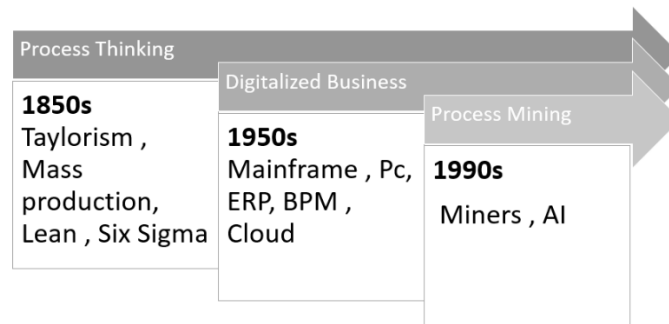 Process Thinking
1850s
Taylorism ,
Mass
production,
Lean , Six Sigma
Digitalized Business
1950s
Mainframe , Pc,
ERP, BPM ,
Cloud
Process Mining
1990s
Miners , AI